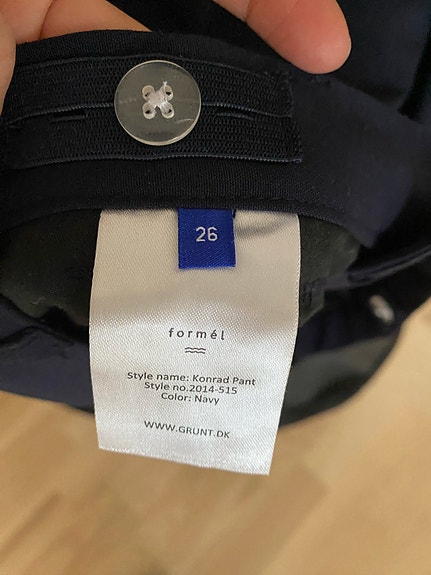 26
formél
Style name: Konrad Pant
Style no.2014-515
Color: Navy
WWW.GRUNT.DK